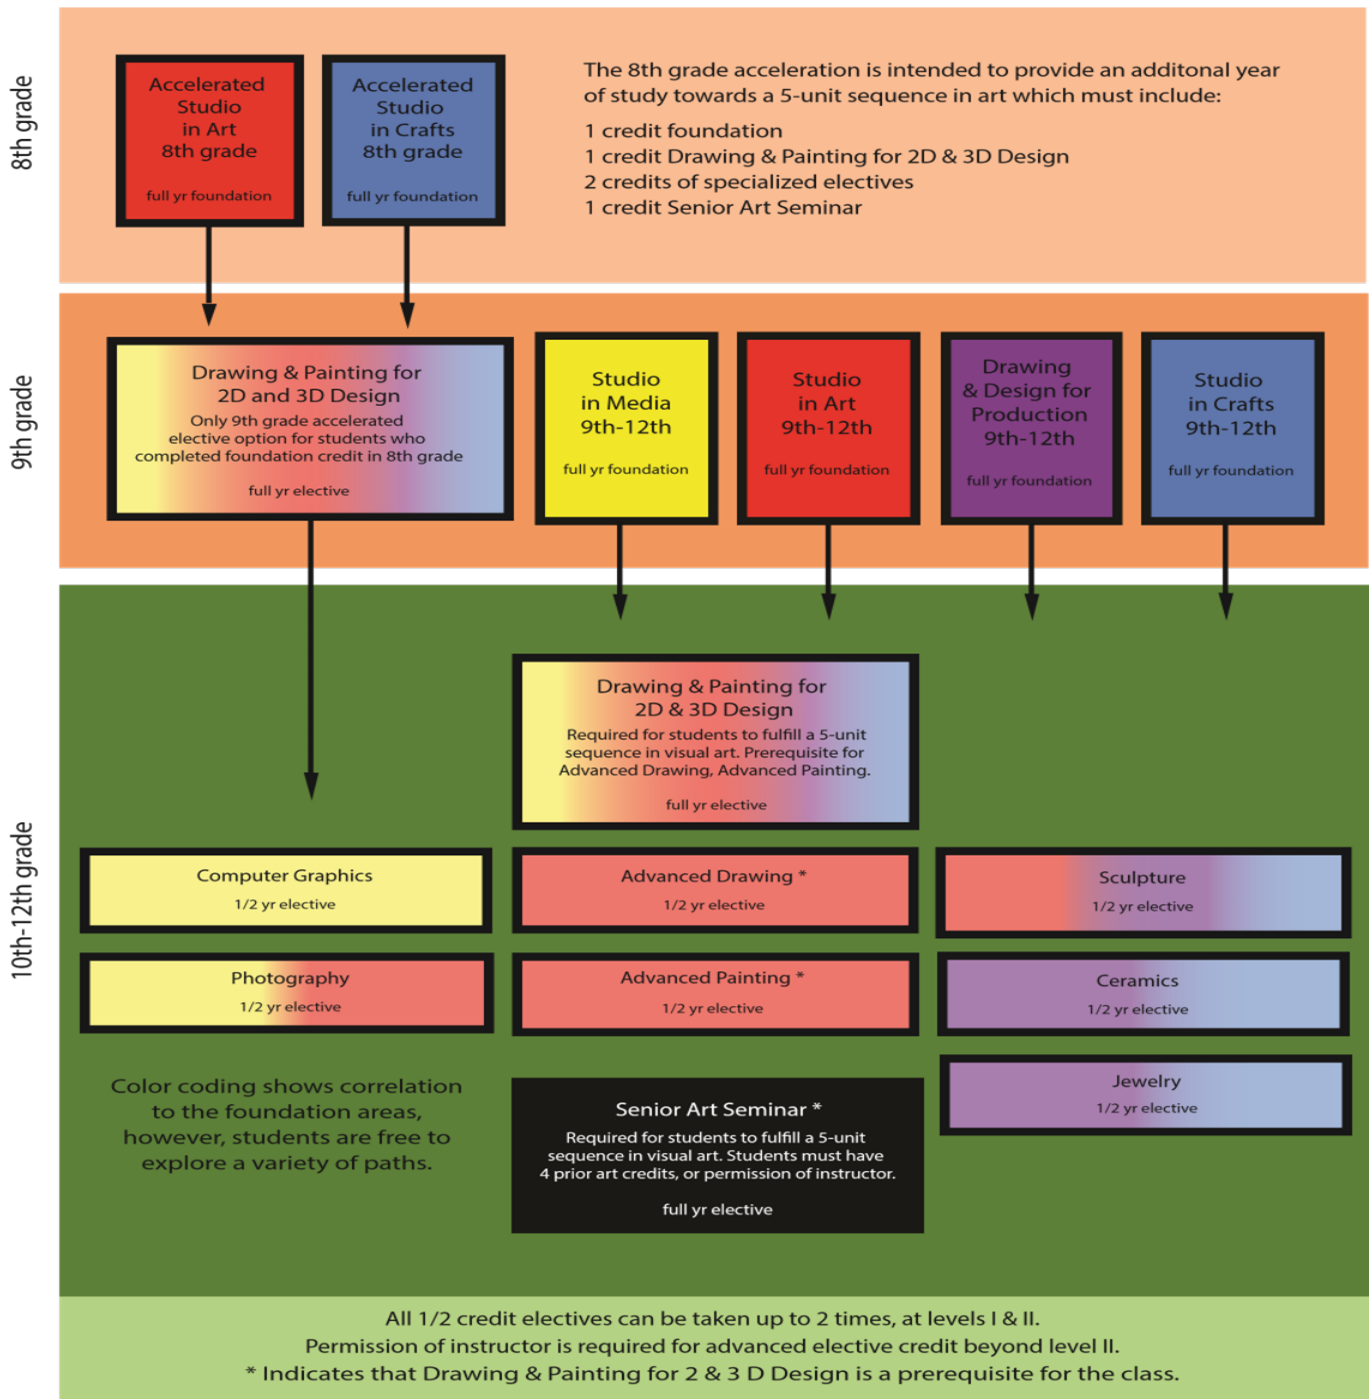 8th grade
Accelerated
Studio
in Art
8th grade
full yr foundation
Accelerated
Studio
in Crafts
8th grade
full yr foundation
The 8th grade acceleration is intended to provide an additonal year
of study towards a 5-unit sequence in art which must include:
1 credit foundation
1 credit Drawing & Painting for 2D & 3D Design
2 credits of specialized electives
1 credit Senior Art Seminar
9th grade
Drawing & Painting for
2D and 3D Design
Only 9th grade accelerated
elective option for students who
completed foundation credit in 8th grade
full yr elective
Studio
in Media
9th-12th
full yr foundation
Studio
in Art
9th-12th
full yr foundation
Drawing
& Design for
Production
9th-12th
full yr foundation
Studio
in Crafts
9th-12th
full yr foundation
10th-12th grade
Drawing & Painting for
2D & 3D Design
Required for students to fulfill a 5-unit
sequence in visual art. Prerequisite for
Advanced Drawing, Advanced Painting.
full yr elective
Computer Graphics
1/2 yr elective
Advanced Drawing *
1/2 yr elective
Sculpture
1/2 yr elective
Photography
1/2 yr elective
Advanced Painting *
1/2 yr elective
Ceramics
1/2 yr elective
Jewelry
1/2 yr elective
Color coding shows correlation
to the foundation areas,
however, students are free to
explore a variety of paths.
Senior Art Seminar *
Required for students to fulfill a 5-unit
sequence in visual art. Students must have
4 prior art credits, or permission of instructor.
full yr elective
All 1/2 credit electives can be taken up to 2 times, at levels I & II.
Permission of instructor is required for advanced elective credit beyond level II.
* Indicates that Drawing & Painting for 2 & 3 D Design is a prerequisite for the class.